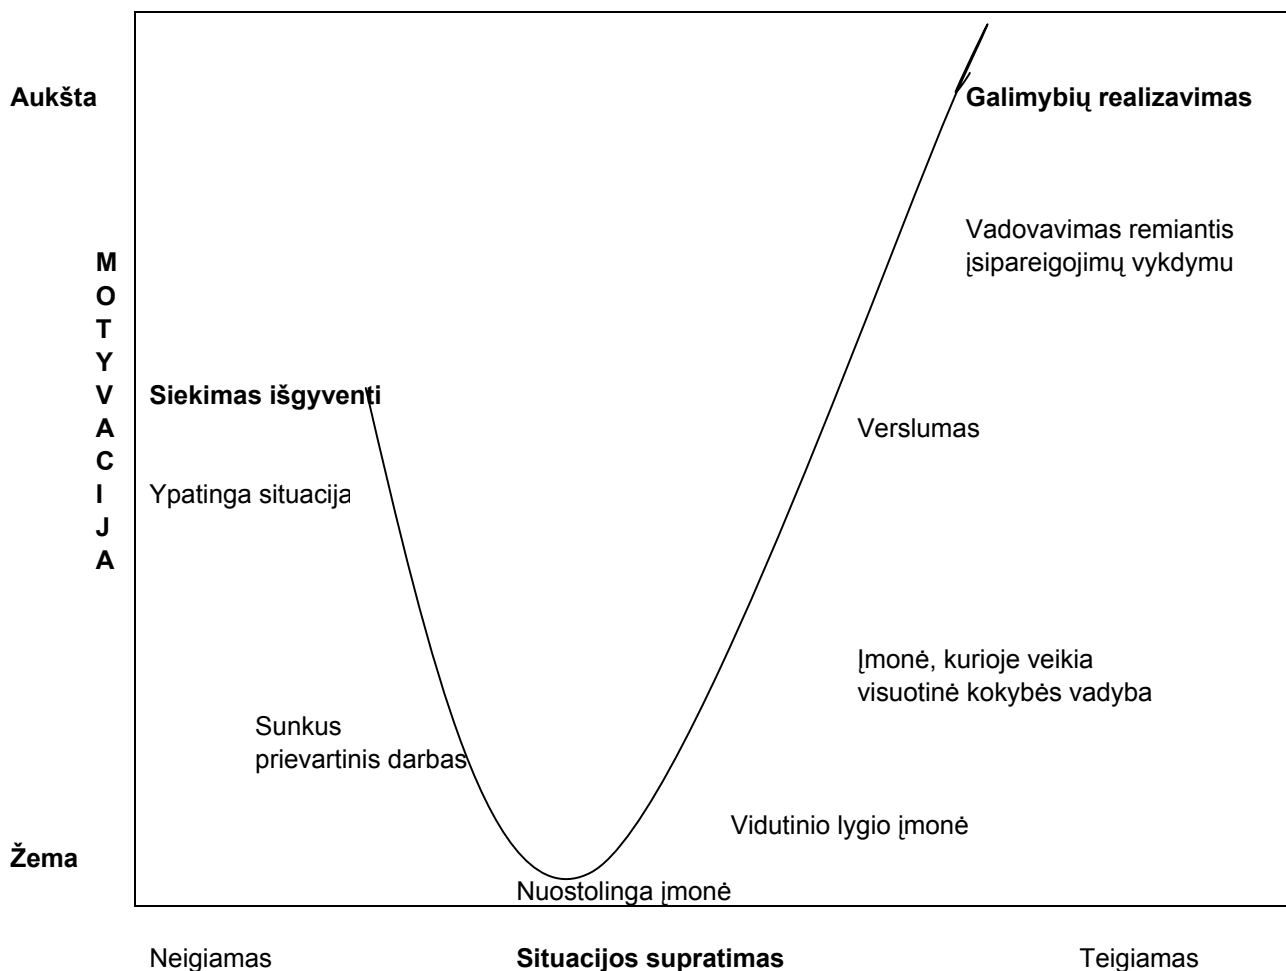 Aukšta
Galimybių realizavimas
Vadovavimas remiantis
įsipareigojimų vykdymu
M
O
T
Y
V
A
C
I
J
A
Siekimas išgyventi
Verslumas
Ypatinga situacija
Įmonė, kurioje veikia
visuotinė kokybės vadyba
Sunkus
prievartinis darbas
Vidutinio lygio įmonė
Žema
Nuostolinga įmonė
Neigiamas
Situacijos supratimas
Teigiamas